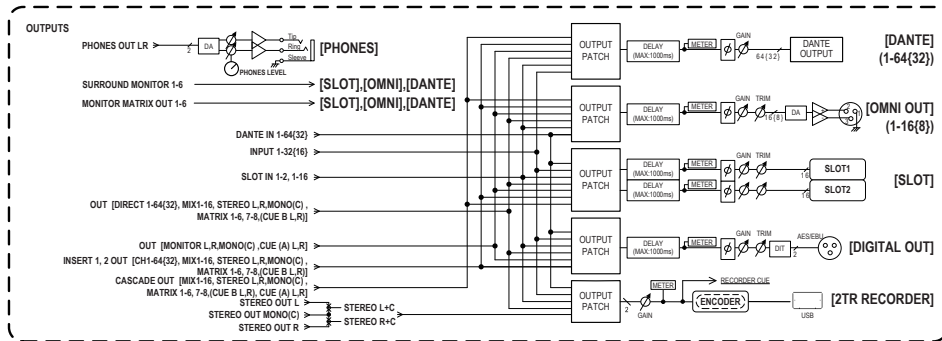 OUTPUTS
PHONES OUT LR
2
DA
Tip
Ring
Sleeve
PHONES LEVEL
[PHONES]
SURROUND MONITOR 1-6
[SLOT],[OMNI],[DANTE]
MONITOR MATRIX OUT 1-6
[SLOT],[OMNI],[DANTE]
DANTE IN 1-64{32}
INPUT 1-32{16}
SLOT IN 1-2, 1-16
OUT [DIRECT 1-64{32}, MIX1-16, STEREO L,R,MONO(C) ,
MATRIX 1-6, 7-8,(CUE B L,R)]
OUT [MONITOR L,R,MONO(C) ,CUE (A) L,R]
INSERT 1, 2 OUT [CH1-64{32}, MIX1-16, STEREO L,R,MONO(C) ,
MATRIX 1-6, 7-8,(CUE B L,R)]
CASCADE OUT [MIX1-16, STEREO L,R,MONO(C) ,
MATRIX 1-6, 7-8,(CUE B L,R), CUE (A) L,R]
STEREO OUT L
STEREO OUT MONO(C)
STEREO OUT R
STEREO L+C
STEREO R+C
OUTPUT
PATCH
DELAY
(MAX:1000ms)
METER
GAIN
64{32}
DANTE
OUTPUT
[DANTE]
(1-64{32})
OUTPUT
PATCH
DELAY
(MAX:1000ms)
METER
GAIN TRIM
16{8}
DA
[OMNI OUT]
(1-16{8})
OUTPUT
PATCH
DELAY
(MAX:1000ms)
METER
GAIN TRIM
16
SLOT1
DELAY
(MAX:1000ms)
METER
16
SLOT2
[SLOT]
OUTPUT
PATCH
DELAY
(MAX:1000ms)
METER
GAIN TRIM
DIT
AES/EBU
2
[DIGITAL OUT]
OUTPUT
PATCH
2
GAIN
METER
RECORDER CUE
ENCODER
USB
[2TR RECORDER]